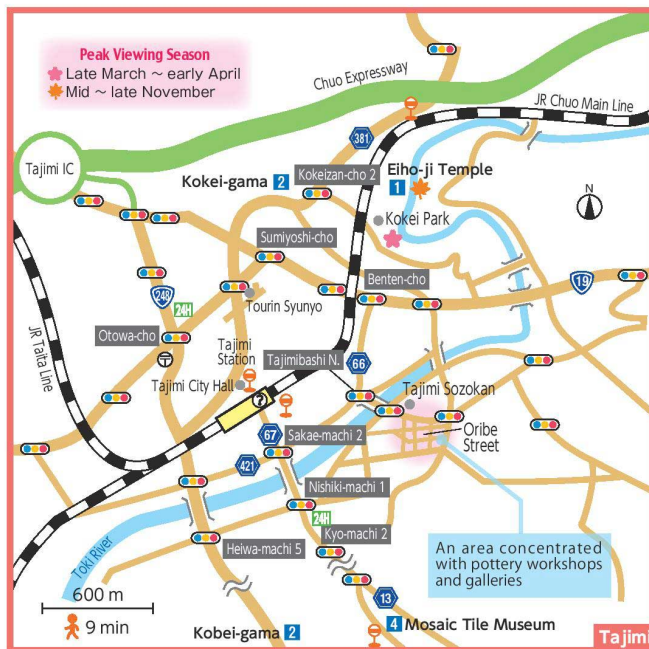 Peak Viewing Season
Late March ~ early April
Mid ~ late November
Chuo Expressway
JR Chuo Main Line
Tajimi IC
381
Kokei-gama 2
Kokeizan-cho 2
Eiho-ji Temple
1
N
Kokei Park
Sumiyoshi-cho
Benten-cho
19
248
24H
Tourin Syunyo
JR Taita Line
Otowa-cho
Tajimi
Station
Tajimibashi N.
66
Tajimi City Hall
?
Tajimi Sozokan
67
Sakae-machi 2
Oribe
Street
421
Nishiki-machi 1
24H
Kyo-machi 2
Toki River
Heiwa-machi 5
An area concentrated
with pottery workshops
and galleries
600 m
9 min
13
Kobei-gama 2
4 Mosaic Tile Museum
Tajimi